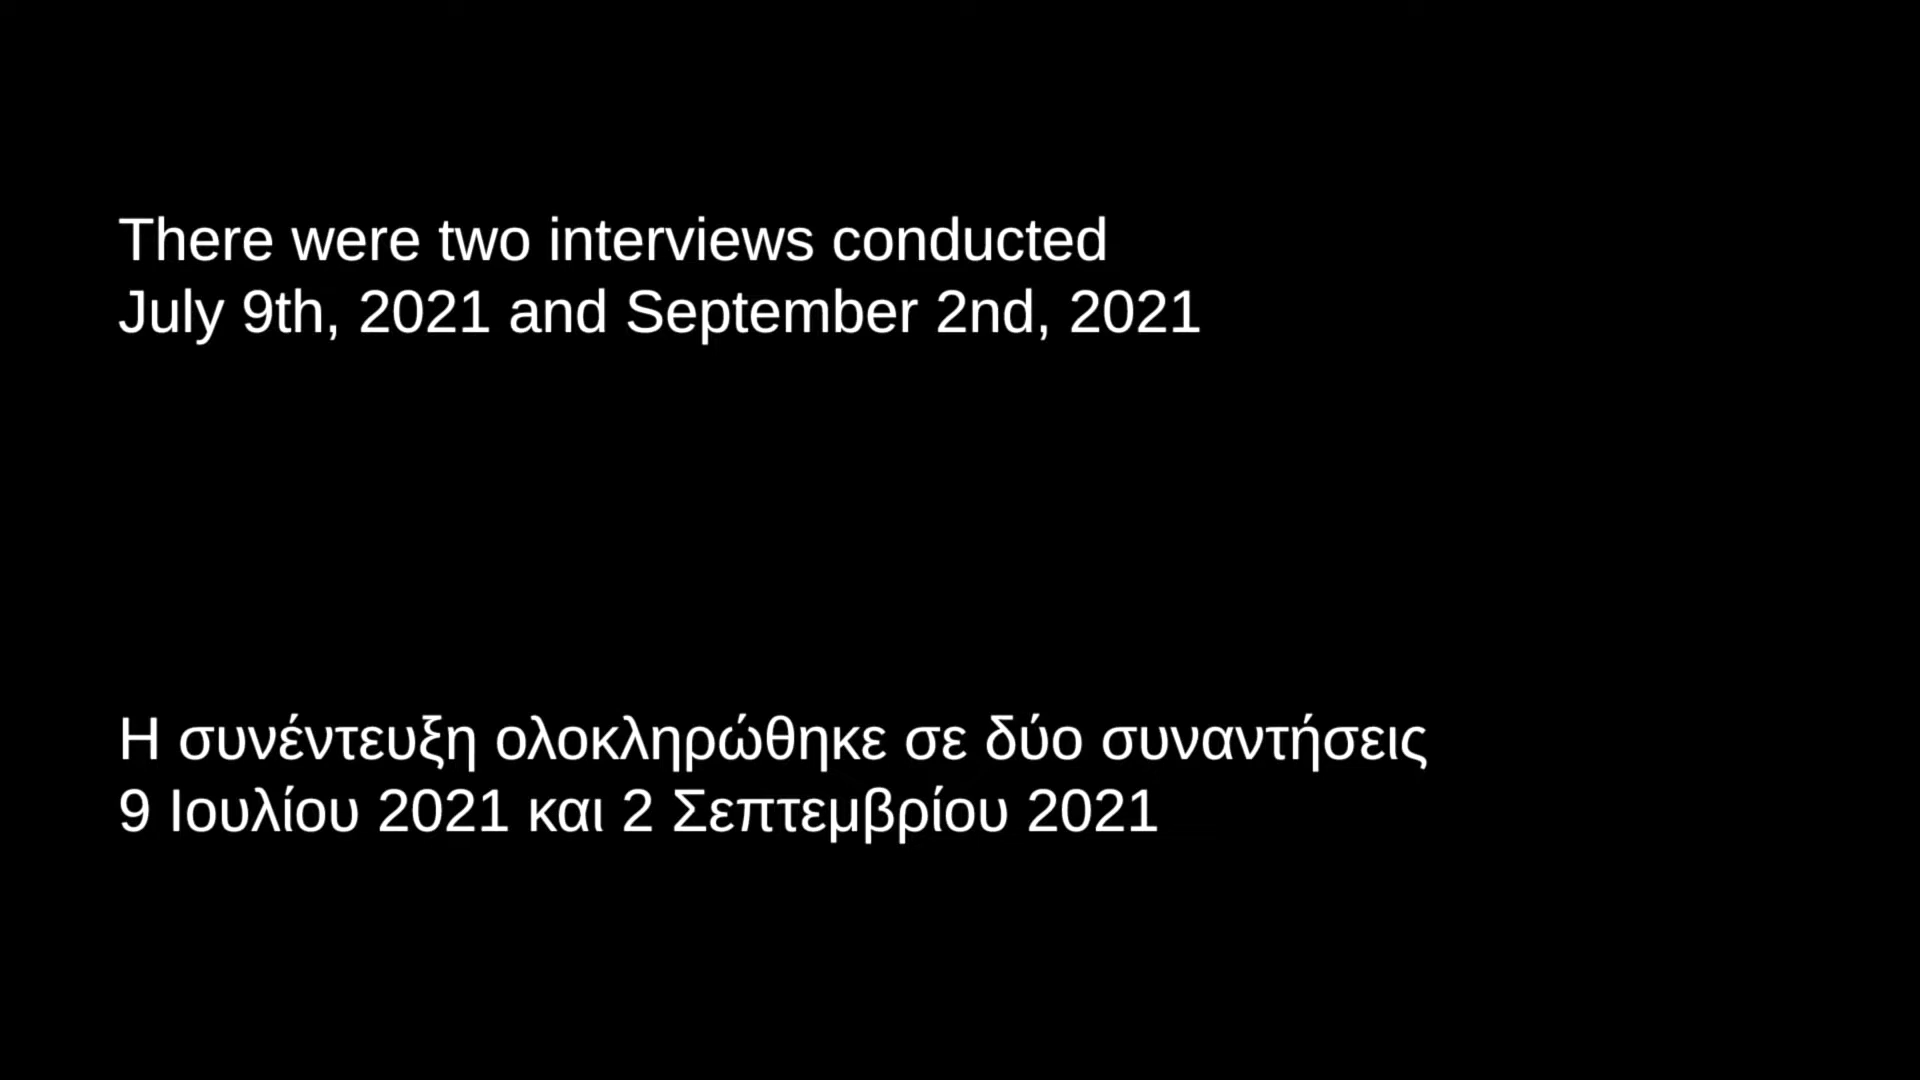 There were two interviews conducted
July 9th, 2021 and September 2nd, 2021
Η συνέντευξη ολοκληρώθηκε σε δύο συναντήσεις
9 Ιουλίου 2021 και 2 Σεπτεμβρίου 2021